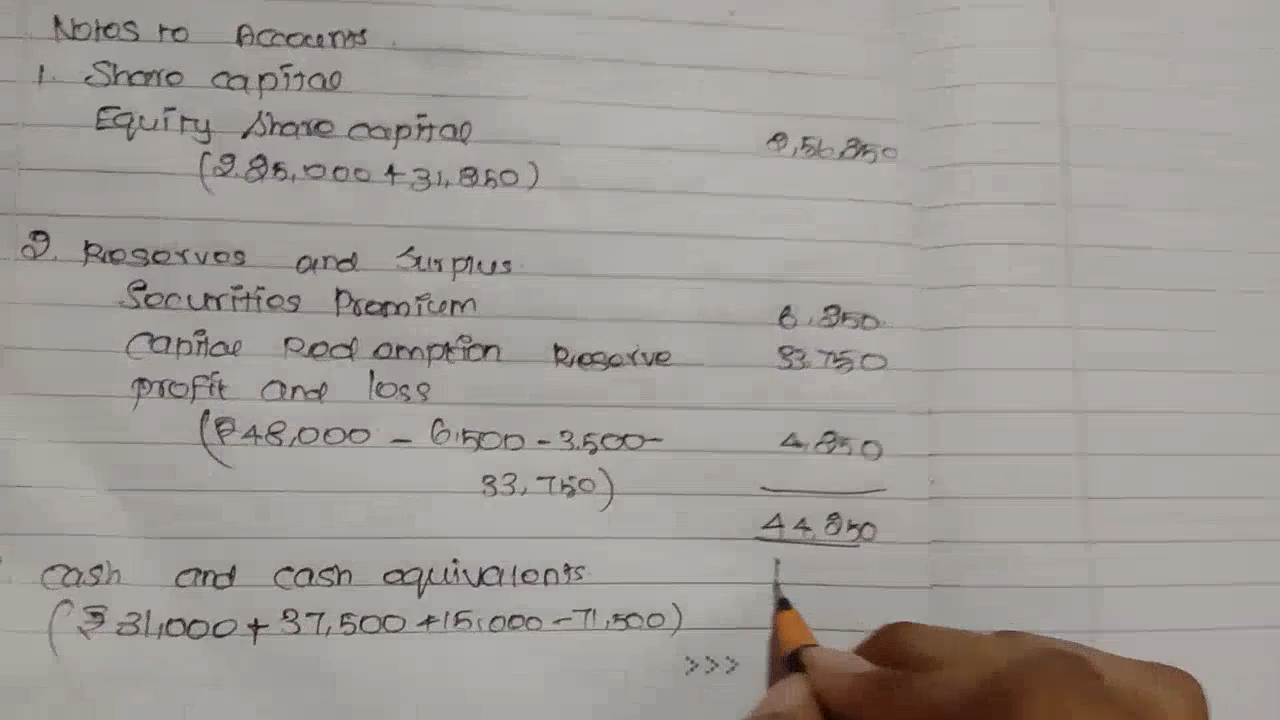 Notes to Accounts.
1. Share capital
Equity Share capital 2,56,250
(2,25,000 + 31,250)
2. Reserves and Surplus.
Securities Premium 6,250
Capital Redemption Reserve 33,750
profit and loss
(₹48,000 - 6,500 - 3,500 - 4,250
33,750)
44,250
Cash and cash equivalents
(₹31,000 + 37,500 + 15,000 - 71,500)
>>>